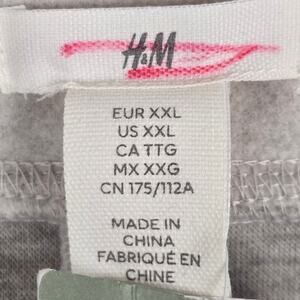 H&M
EUR XXL
US XXL
CA TTG
MX XXG
CN 175/112A
MADE IN
CHINA
FABRIQUÉ EN
CHINE